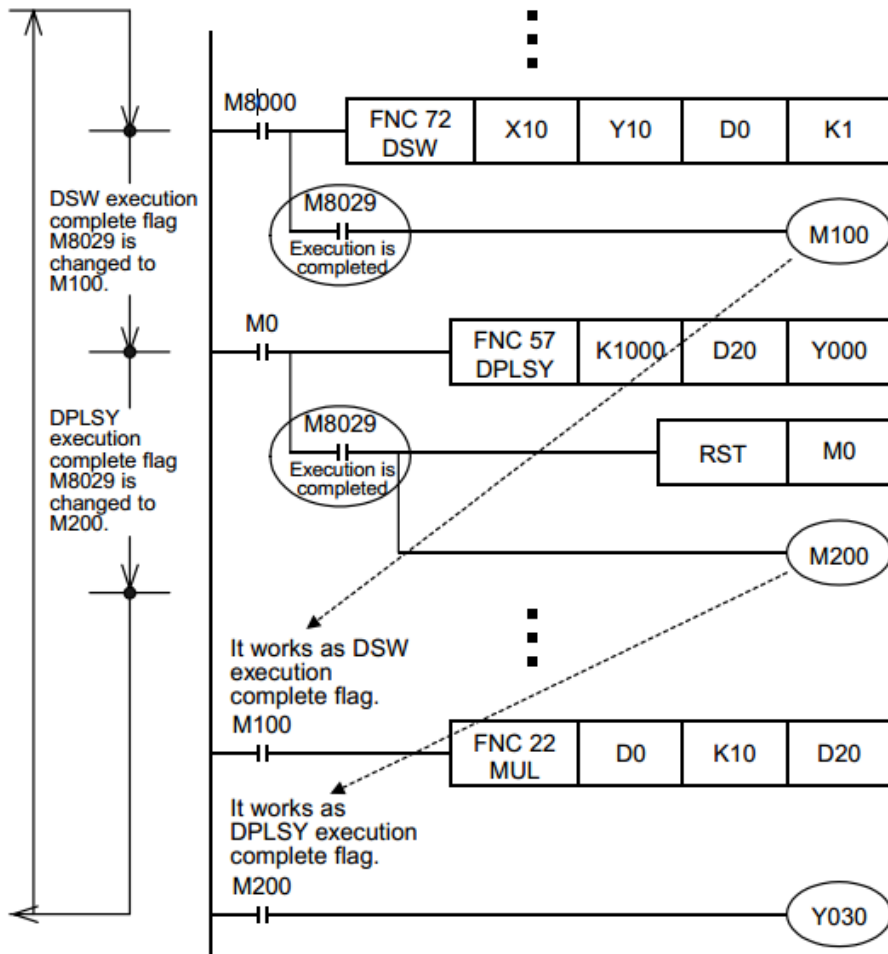 M8000
FNC 72
DSW
X10
Y10
D0
K1
DSW execution
complete flag
M8029 is
changed to
M100.
M8029
Execution is
completed
M100
M0
FNC 57
DPLSY
K1000
D20
Y000
DPLSY
execution
complete flag
M8029 is
changed to
M200.
M8029
Execution is
completed
RST
M0
M200
It works as DSW
execution
complete flag.
M100
FNC 22
MUL
D0
K10
D20
It works as
DPLSY execution
complete flag.
M200
Y030